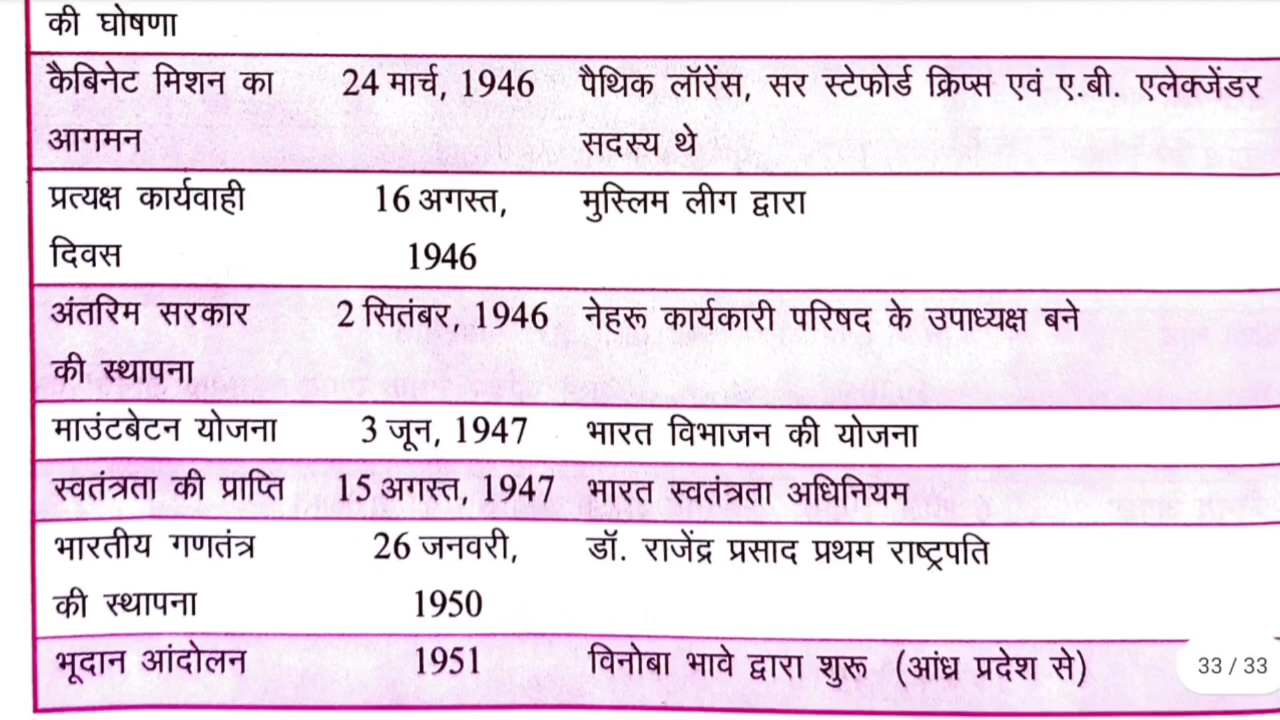 की घोषणा
कैबिनेट मिशन का 24 मार्च, 1946 पैथिक लॉरेंस, सर स्टेफोर्ड क्रिप्स एवं ए.बी. एलेक्जेंडर
आगमन सदस्य थे
प्रत्यक्ष कार्यवाही 16 अगस्त, मुस्लिम लीग द्वारा
दिवस 1946
अंतरिम सरकार 2 सितंबर, 1946 नेहरू कार्यकारी परिषद के उपाध्यक्ष बने
की स्थापना
माउंटबेटन योजना 3 जून, 1947 भारत विभाजन की योजना
स्वतंत्रता की प्राप्ति 15 अगस्त, 1947 भारत स्वतंत्रता अधिनियम
भारतीय गणतंत्र 26 जनवरी, डॉ. राजेंद्र प्रसाद प्रथम राष्ट्रपति
की स्थापना 1950
भूदान आंदोलन 1951 विनोबा भावे द्वारा शुरू (आंध्र प्रदेश से)
33 / 33